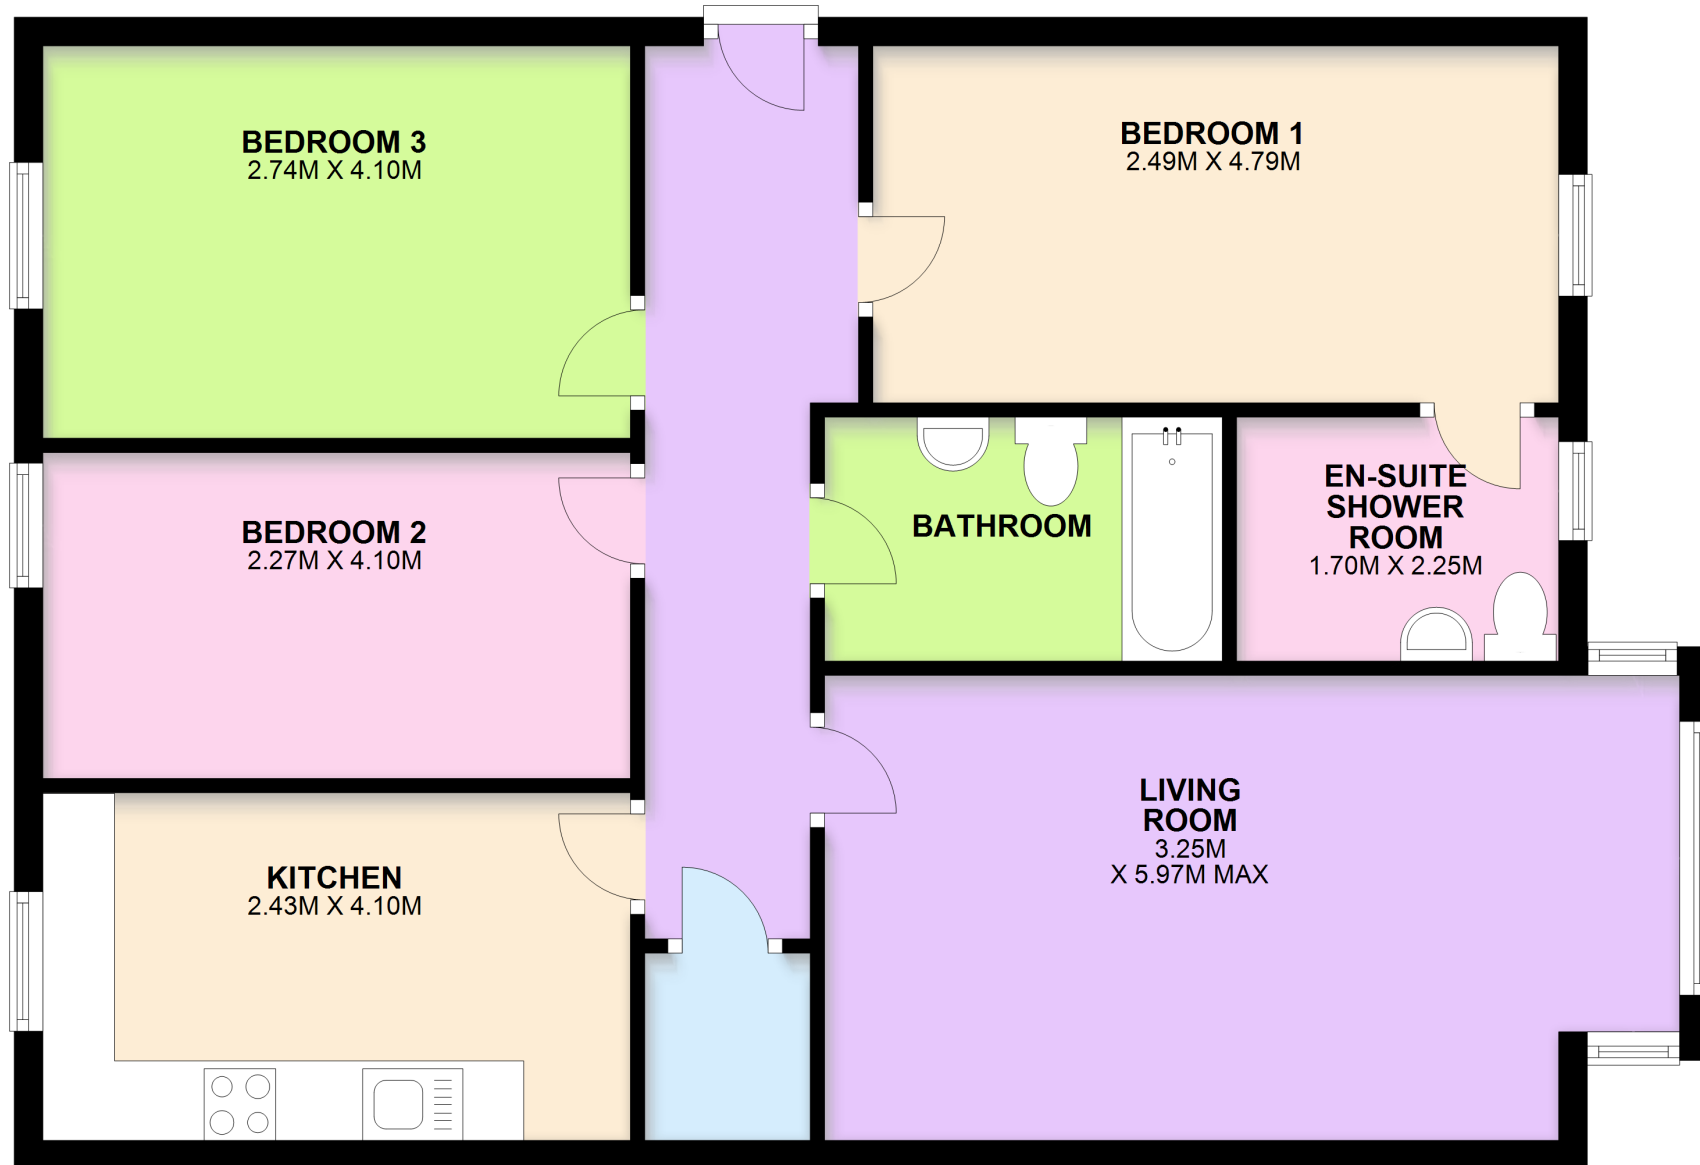 BEDROOM 3
2.74M X 4.10M
BEDROOM 1
2.49M X 4.79M
BEDROOM 2
2.27M X 4.10M
BATHROOM
EN-SUITE
SHOWER
ROOM
1.70M X 2.25M
KITCHEN
2.43M X 4.10M
LIVING
ROOM
3.25M
X 5.97M MAX